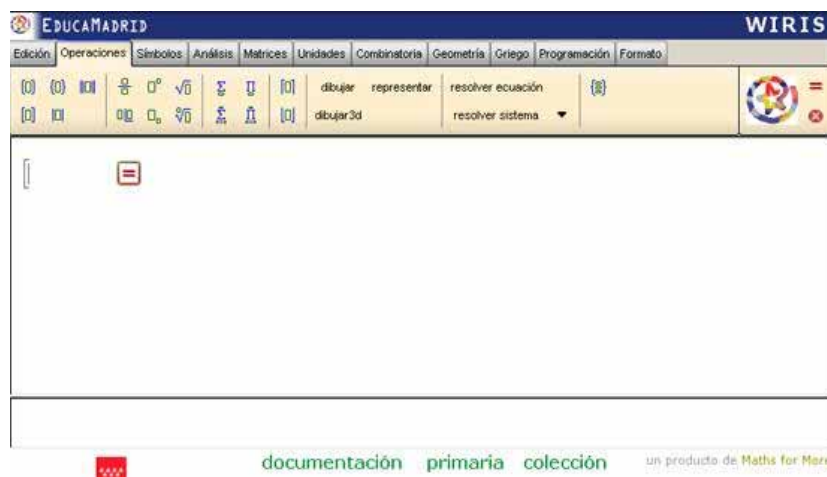 EDUCAMADRID WIRIS
Edición Operaciones Símbolos Análisis Matrices Unidades Combinatoria Geometría Griego Programación Formato
dibujar representar resolver ecuación
dibujar3d resolver sistema
=
documentación primaria colección un producto de Maths for More